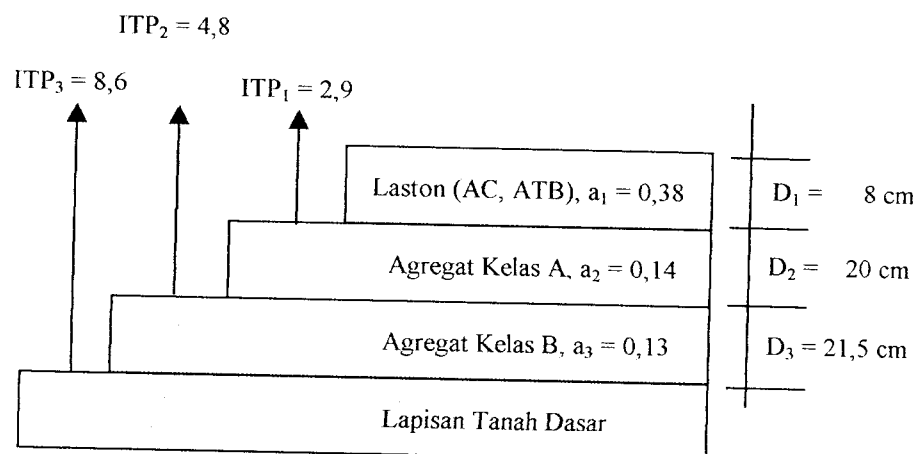 ITP₂ = 4,8
ITP₃ = 8,6
ITP₁ = 2,9
Laston (AC, ATB), a₁ = 0,38
D₁ = 8 cm
Agregat Kelas A, a₂ = 0,14
D₂ = 20 cm
Agregat Kelas B, a₃ = 0,13
D₃ = 21,5 cm
Lapisan Tanah Dasar